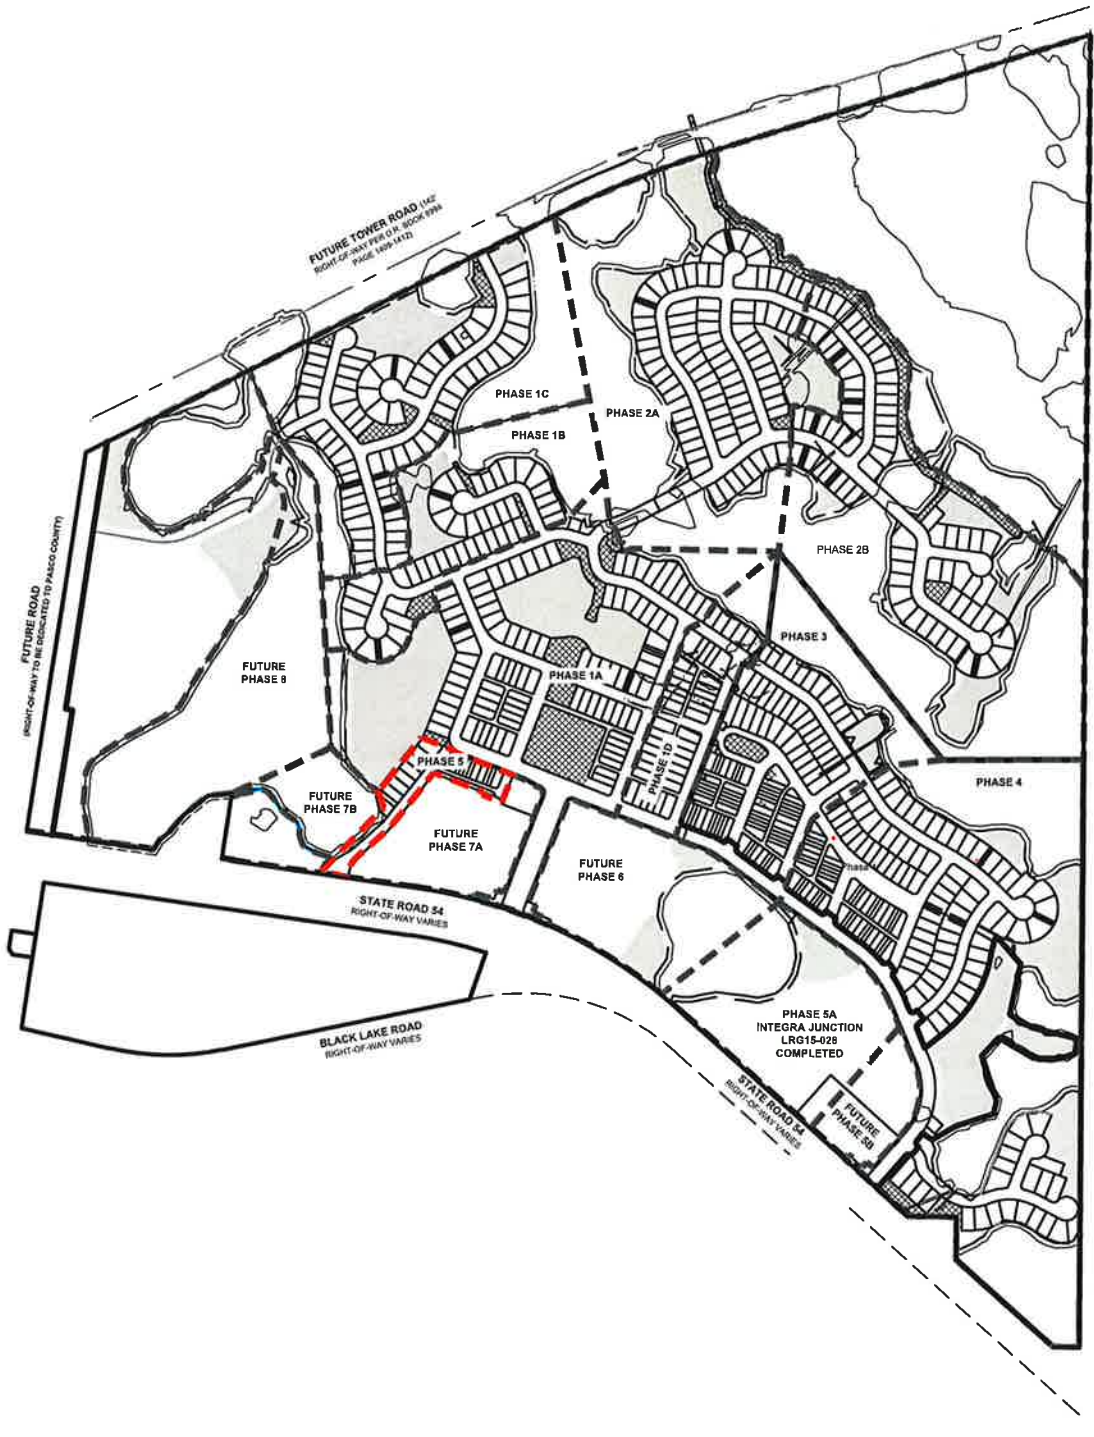 FUTURE TOWER ROAD (142'
RIGHT-OF-WAY PER O.R. BOOK 8994
PAGE 1409-1412)
PHASE 1C
PHASE 2A
PHASE 1B
PHASE 2B
FUTURE ROAD
(RIGHT-OF-WAY TO BE DEDICATED TO PASCO COUNTY)
PHASE 3
FUTURE
PHASE 8
PHASE 1A
PHASE 5
PHASE 1D
PHASE 4
FUTURE
PHASE 7B
FUTURE
PHASE 7A
FUTURE
PHASE 6
Phase
STATE ROAD 54
RIGHT-OF-WAY VARIES
PHASE 5A
INTEGRA JUNCTION
LRG15-028
COMPLETED
BLACK LAKE ROAD
RIGHT-OF-WAY VARIES
STATE ROAD 54
RIGHT-OF-WAY VARIES
FUTURE
PHASE 5B